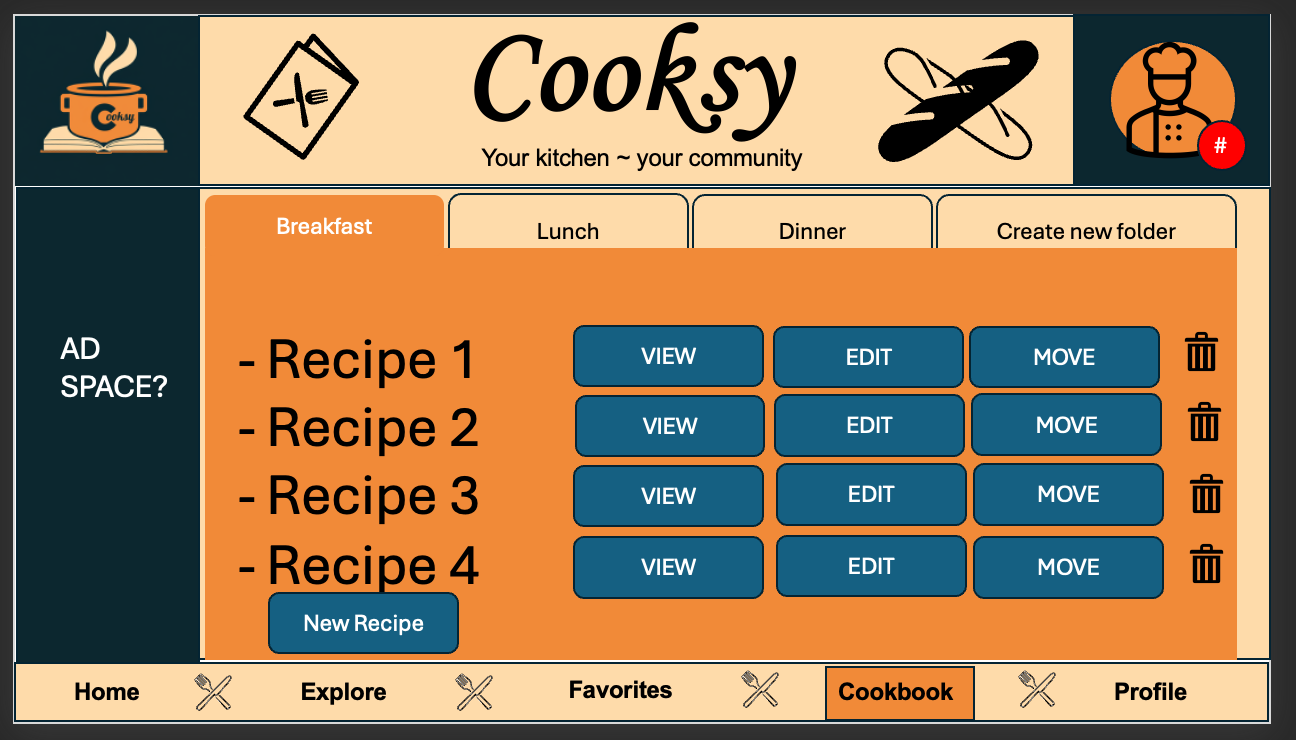 Cooksy
Cooksy
Your kitchen ~ your community
#
Breakfast
Lunch
Dinner
Create new folder
AD
SPACE?
- Recipe 1 VIEW EDIT MOVE
- Recipe 2 VIEW EDIT MOVE
- Recipe 3 VIEW EDIT MOVE
- Recipe 4 VIEW EDIT MOVE
New Recipe
Home Explore Favorites Cookbook Profile